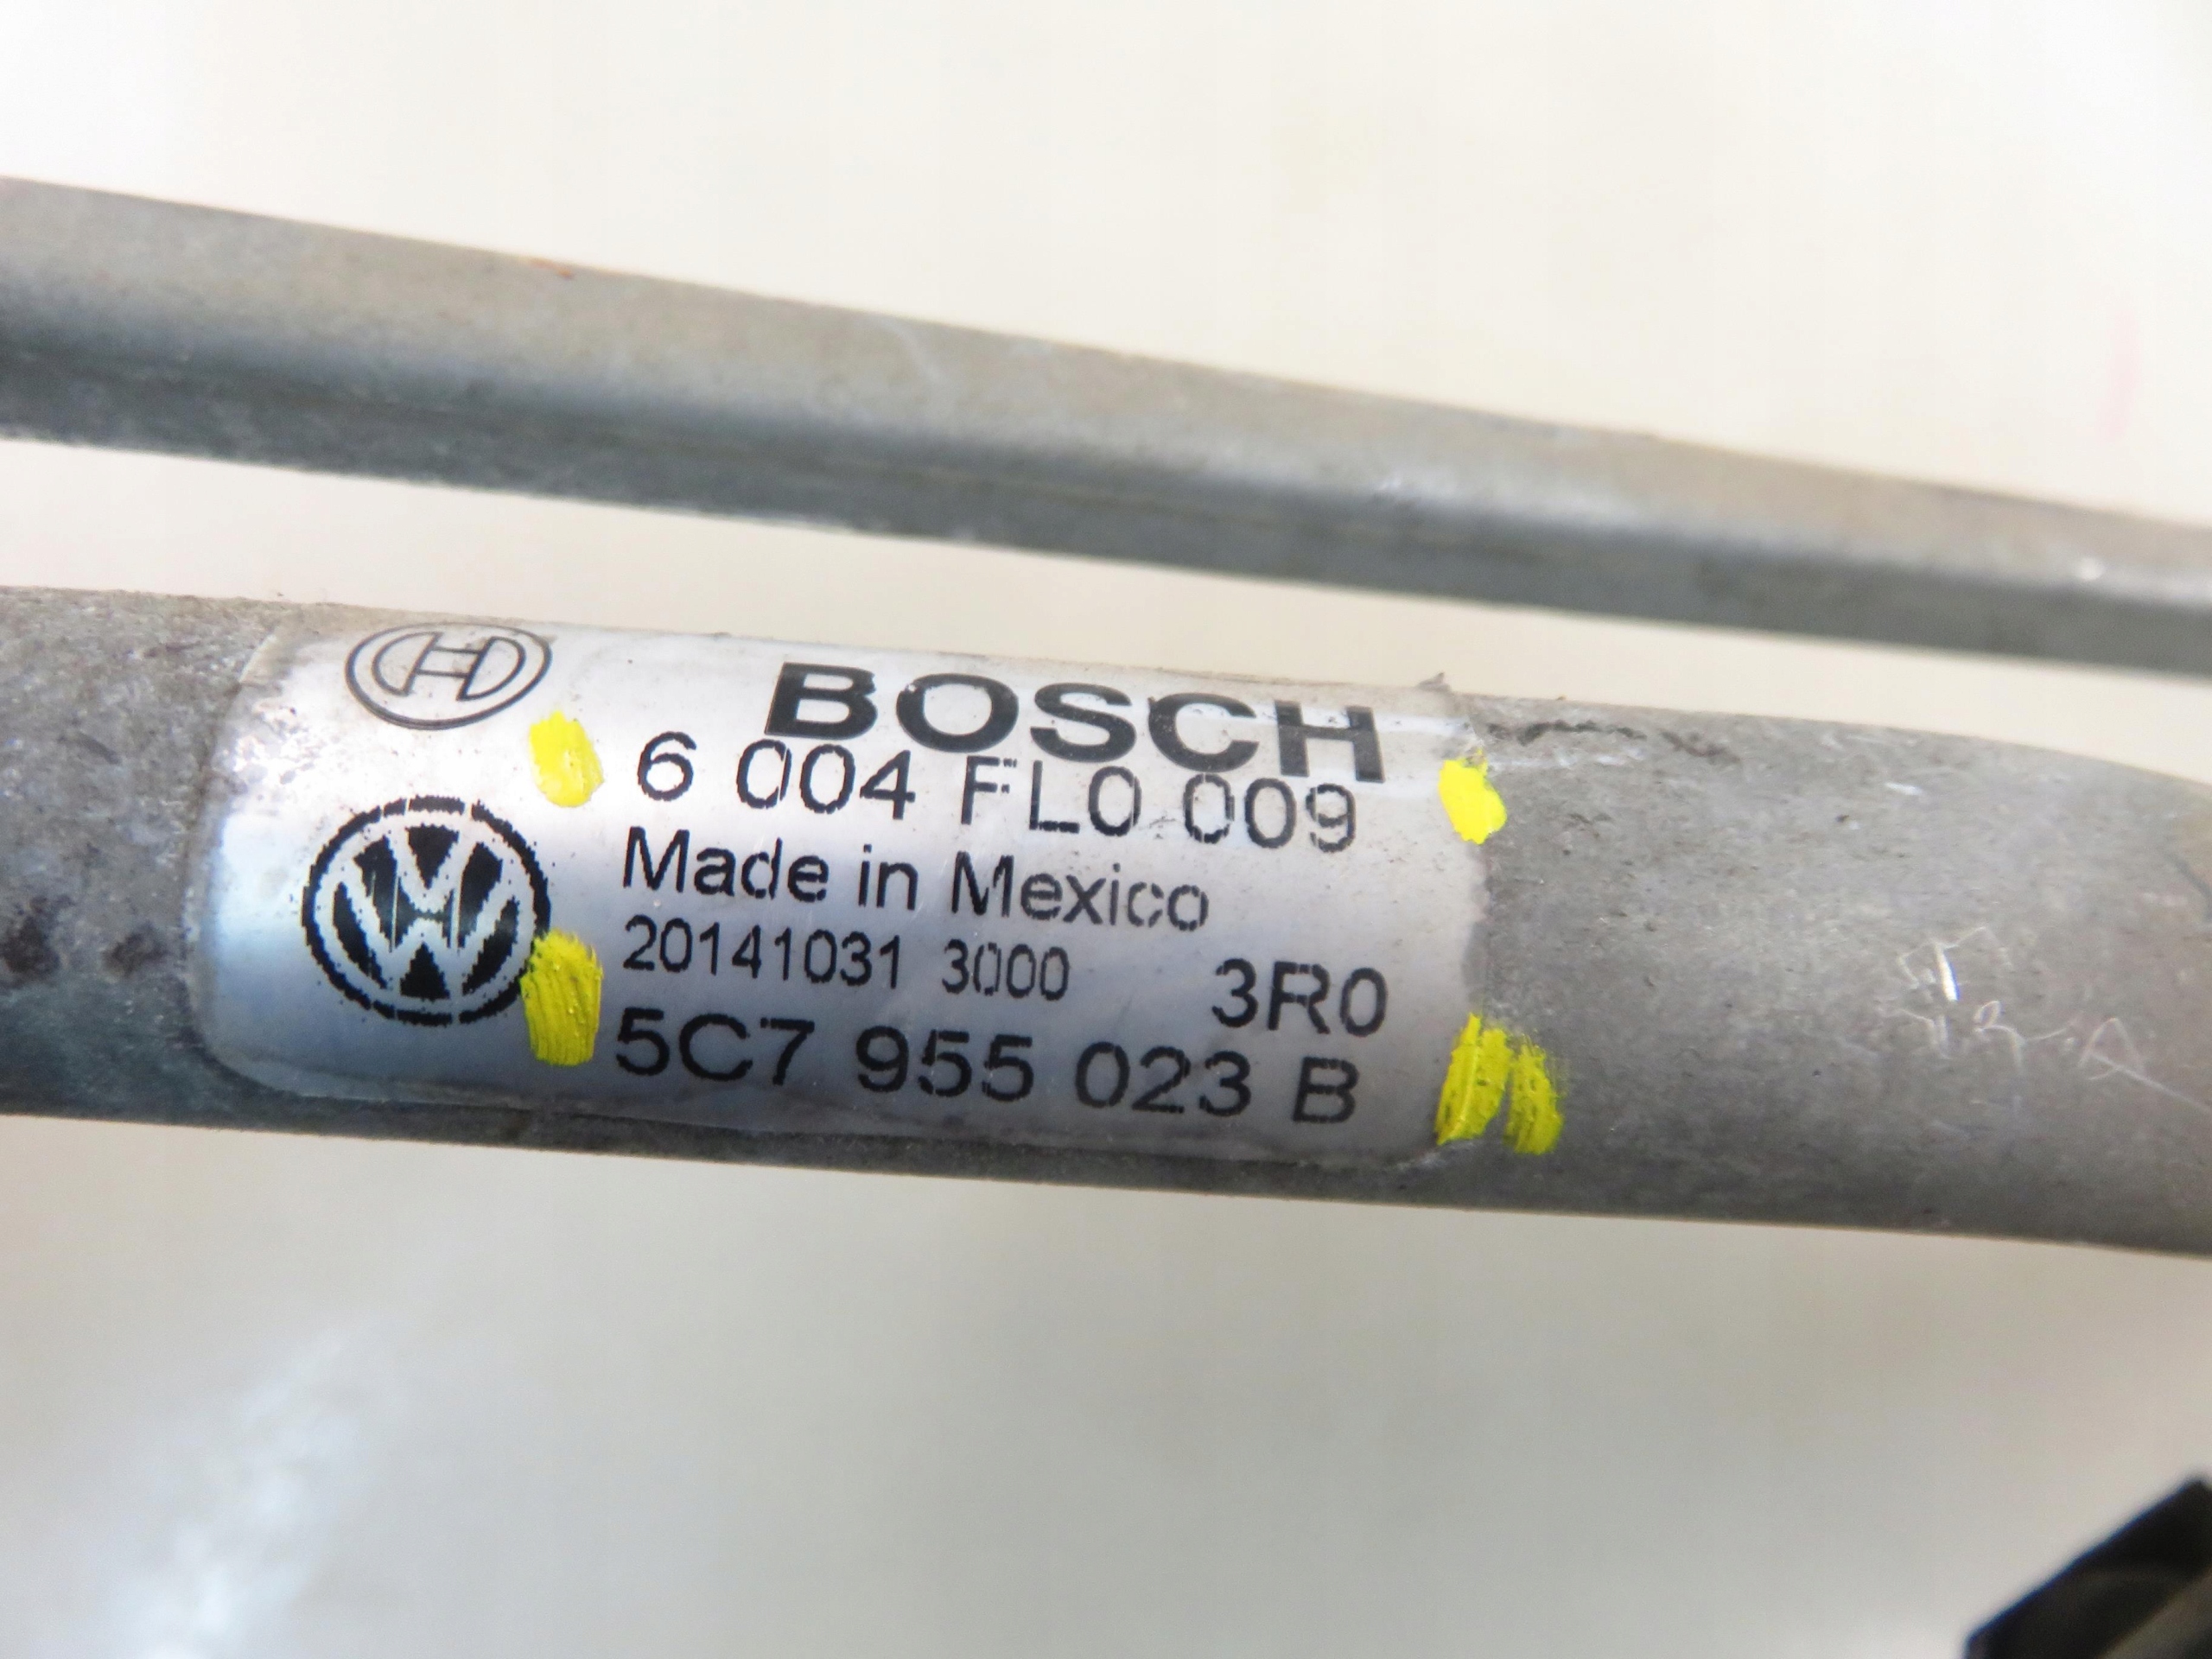 BOSCH
6 004 FL0 009
Made in Mexico
20141031 3000 3R0
5C7 955 023 B